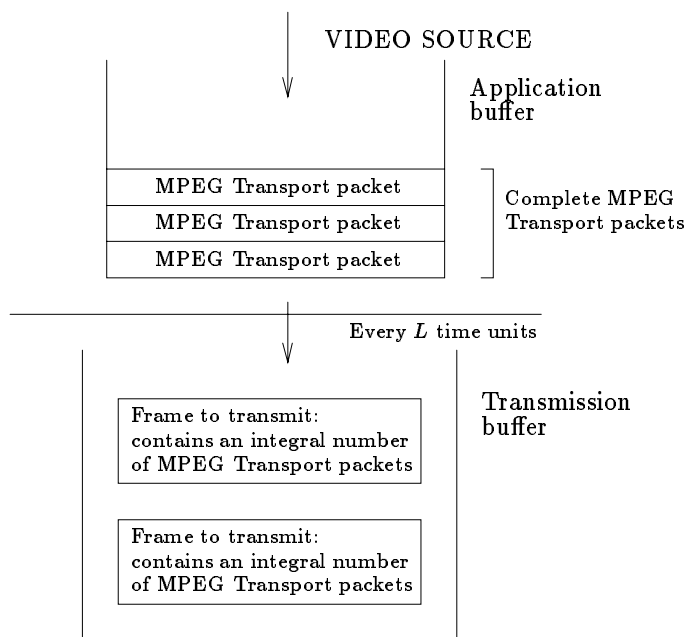 VIDEO SOURCE
Application
buffer
MPEG Transport packet
MPEG Transport packet
MPEG Transport packet
Complete MPEG
Transport packets
Every L time units
Transmission
buffer
Frame to transmit:
contains an integral number
of MPEG Transport packets
Frame to transmit:
contains an integral number
of MPEG Transport packets